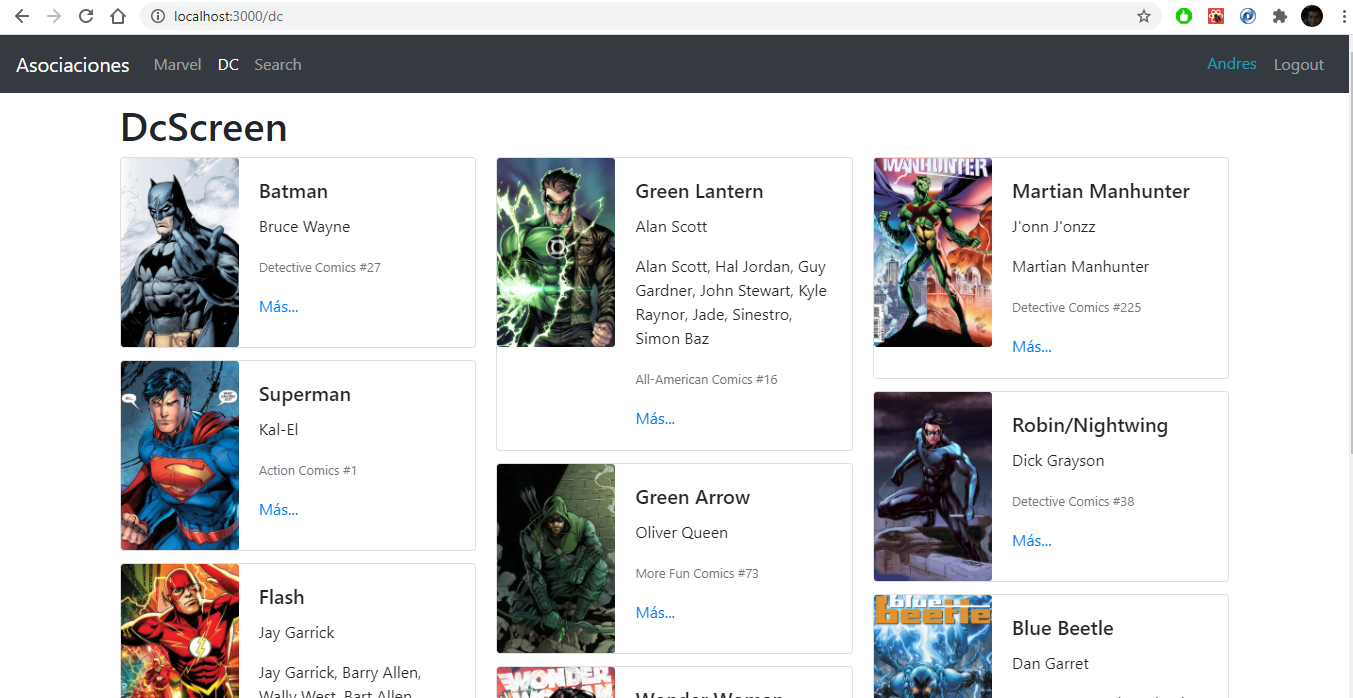 localhost:3000/dc
Asociaciones
Marvel
DC
Search
Andres
Logout
DcScreen
Batman
Bruce Wayne
Detective Comics #27
Más...
Superman
Kal-El
Action Comics #1
Más...
Flash
Jay Garrick
Jay Garrick, Barry Allen,
Wally West, Bart Allen
Green Lantern
Alan Scott
Alan Scott, Hal Jordan, Guy
Gardner, John Stewart, Kyle
Raynor, Jade, Sinestro,
Simon Baz
All-American Comics #16
Más...
Green Arrow
Oliver Queen
More Fun Comics #73
Más...
WONDER
Wonder Woman
MANHUNTER
Martian Manhunter
J'onn J'onzz
Martian Manhunter
Detective Comics #225
Más...
Robin/Nightwing
Dick Grayson
Detective Comics #38
Más...
blue
beetle
Blue Beetle
Dan Garret